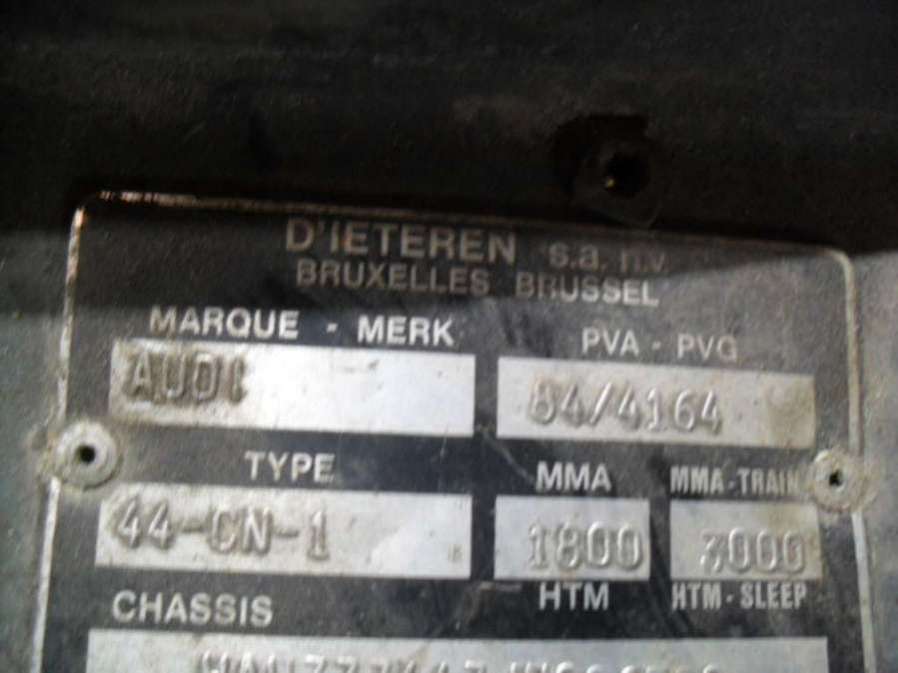 D'IETEREN s.a. n.v.
BRUXELLES BRUSSEL
MARQUE - MERK PVA - PVG
AUDI 84/4164
TYPE MMA MMA-TRAIN
44-CN-1 1800 3000
HTM HTM-SLEEP
CHASSIS